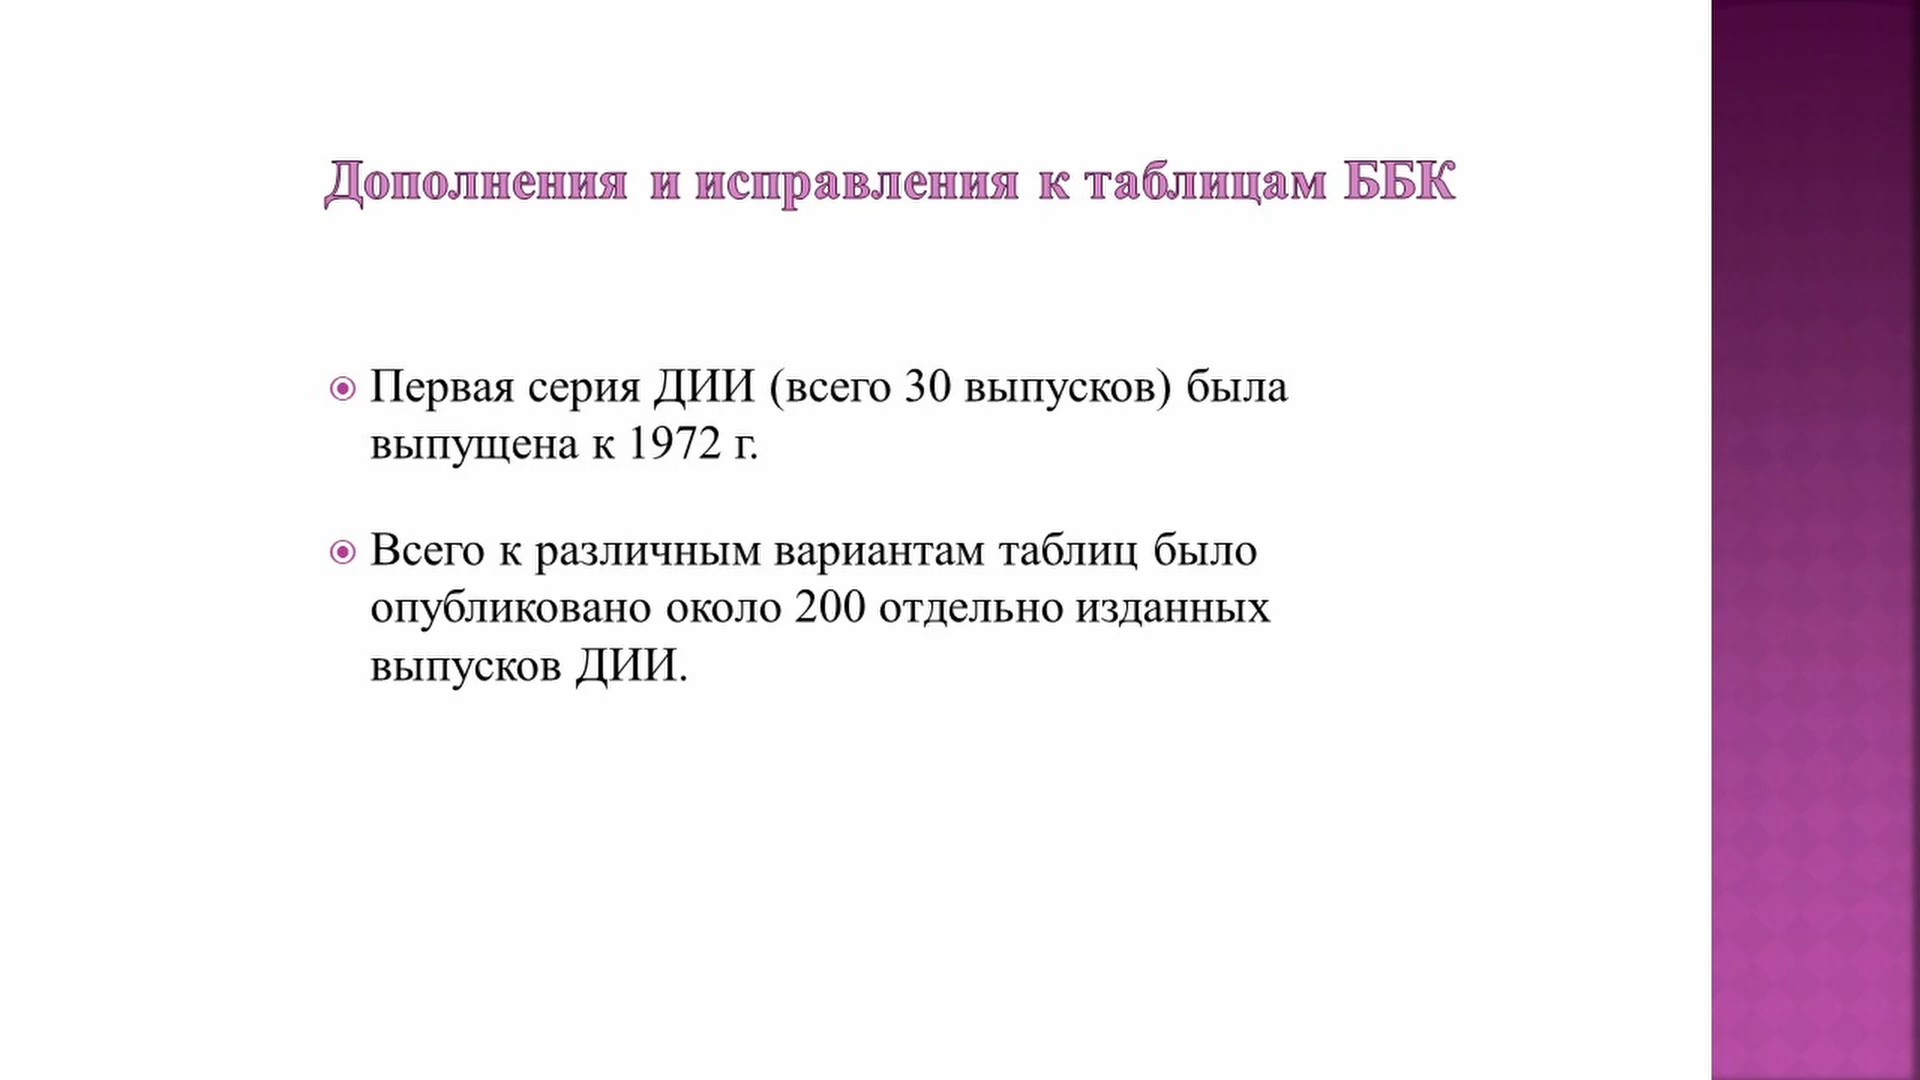 Дополнения и исправления к таблицам ББК
Первая серия ДИИ (всего 30 выпусков) была
выпущена к 1972 г.
Всего к различным вариантам таблиц было
опубликовано около 200 отдельно изданных
выпусков ДИИ.